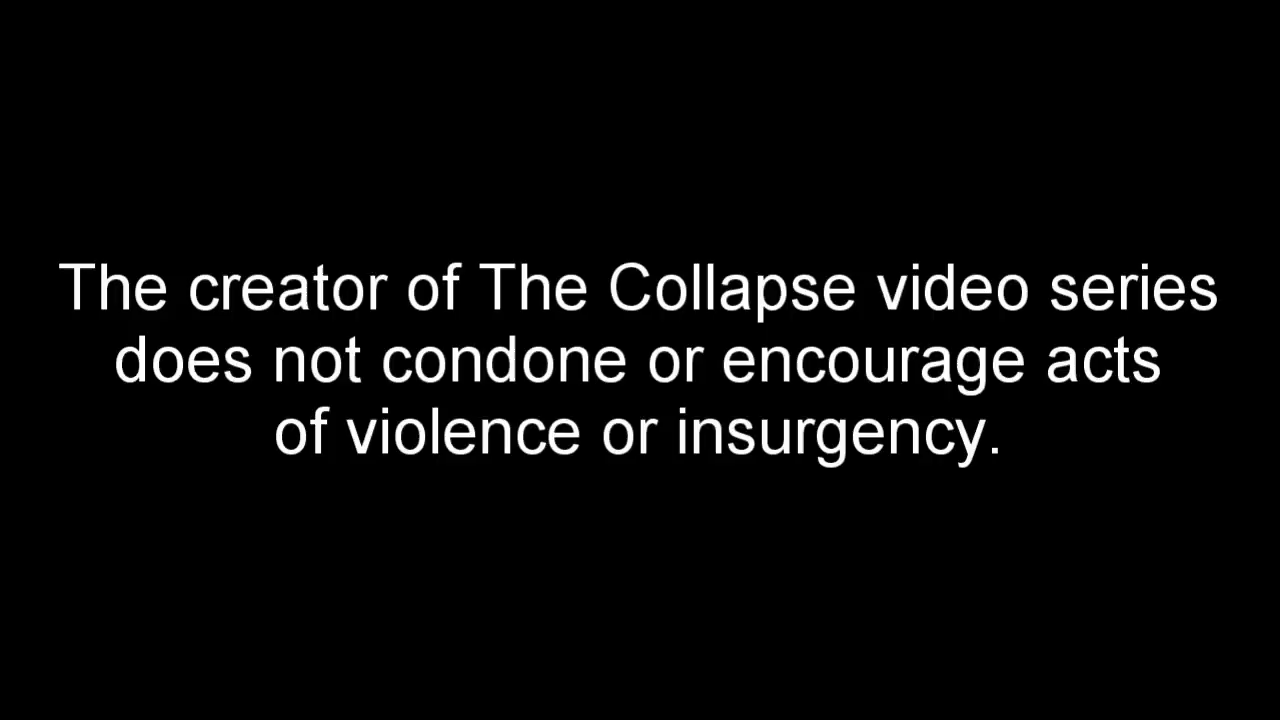 The creator of The Collapse video series
does not condone or encourage acts
of violence or insurgency.